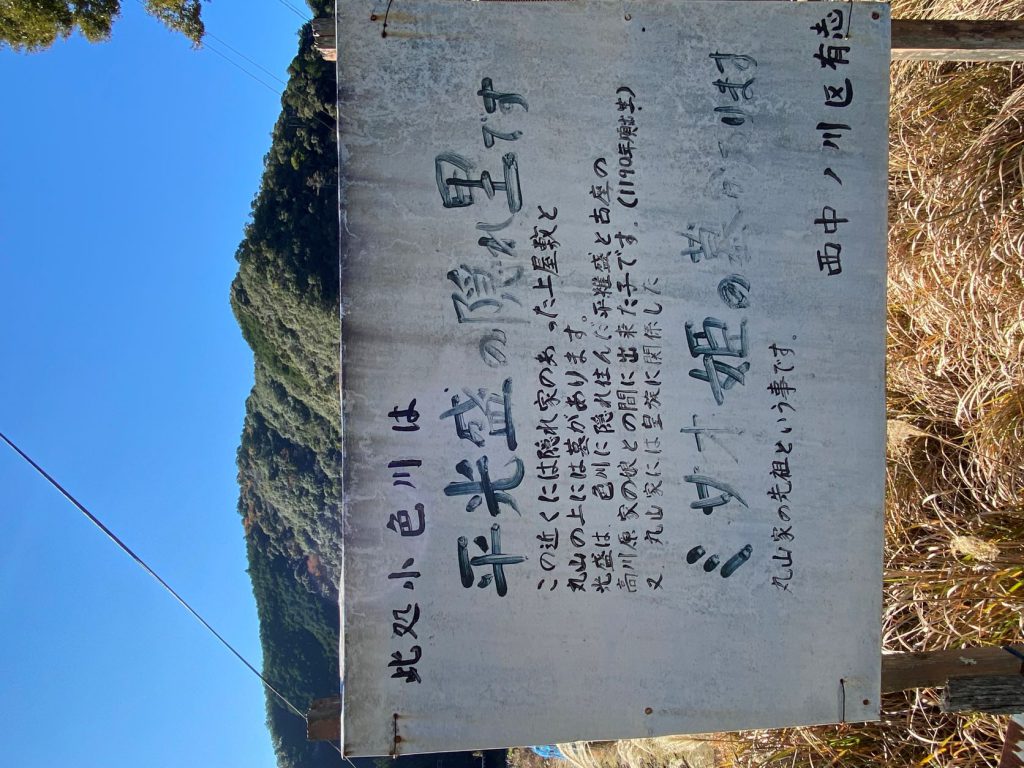 此処小色川は
平光盛の隠れ里です
この近くには隠れ家のあった上屋敷と
丸山の上には墓があります。
光盛は、色川に隠れ住んだ平維盛と古座の
高川原家の娘との間に出来た子です。(1190年頃出生)
又、丸山家には皇族に関係した
ミサオ姫の墓があります
丸山家の先祖という事です。
西中ノ川区有志